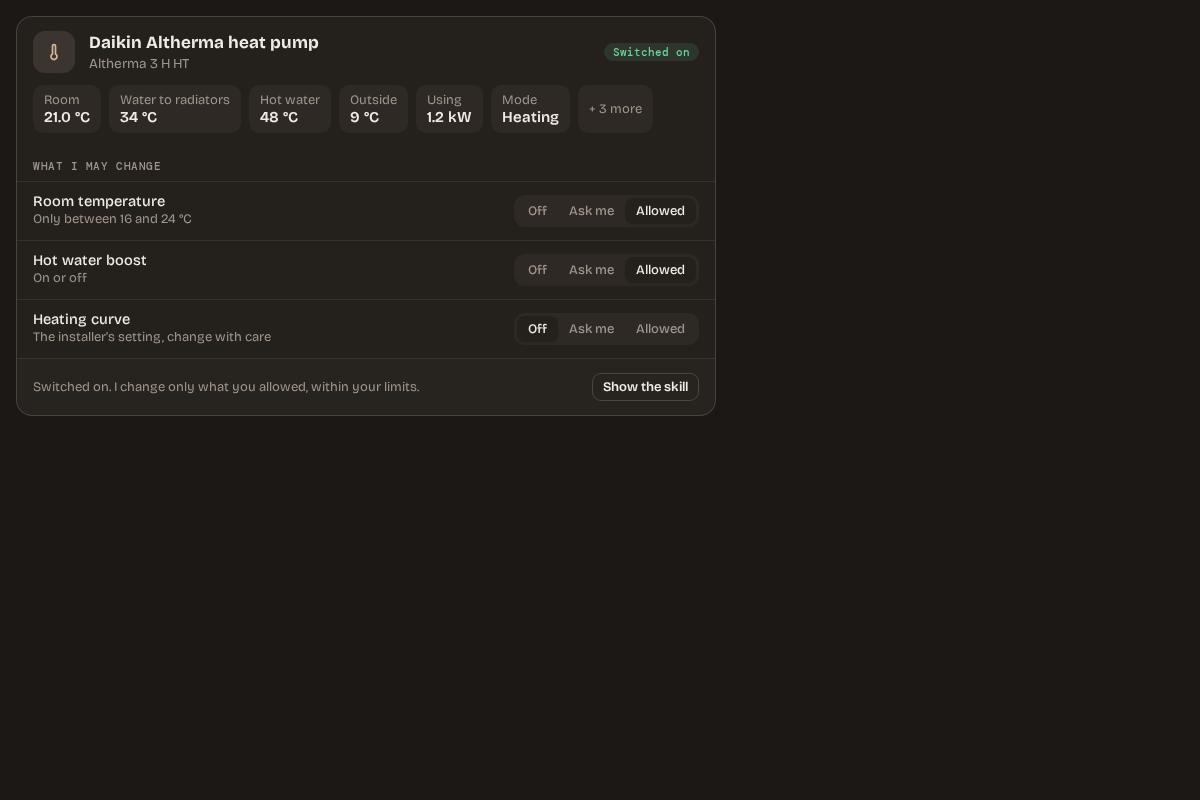 Daikin Altherma heat pump
Altherma 3 H HT
Switched on
Room
21.0 °C
Water to radiators
34 °C
Hot water
48 °C
Outside
9 °C
Using
1.2 kW
Mode
Heating
+ 3 more
WHAT I MAY CHANGE
Room temperature
Only between 16 and 24 °C
Off Ask me Allowed
Hot water boost
On or off
Off Ask me Allowed
Heating curve
The installer's setting, change with care
Off Ask me Allowed
Switched on. I change only what you allowed, within your limits.
Show the skill